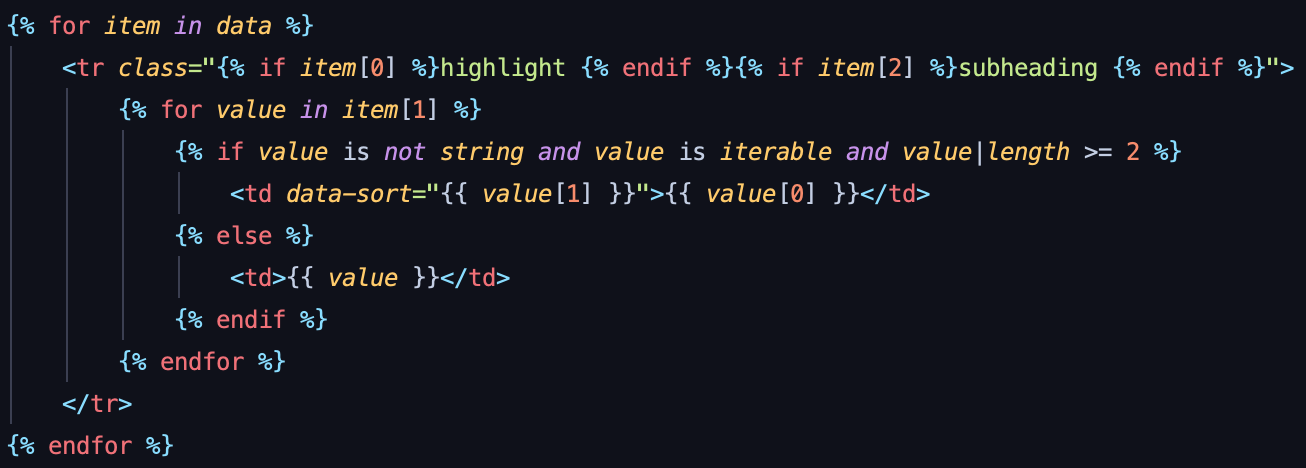 {% for item in data %}
<tr class="{% if item[0] %}highlight {% endif %}{% if item[2] %}subheading {% endif %}">
{% for value in item[1] %}
{% if value is not string and value is iterable and value|length >= 2 %}
<td data-sort="{{ value[1] }}">{{ value[0] }}</td>
{% else %}
<td>{{ value }}</td>
{% endif %}
{% endfor %}
</tr>
{% endfor %}